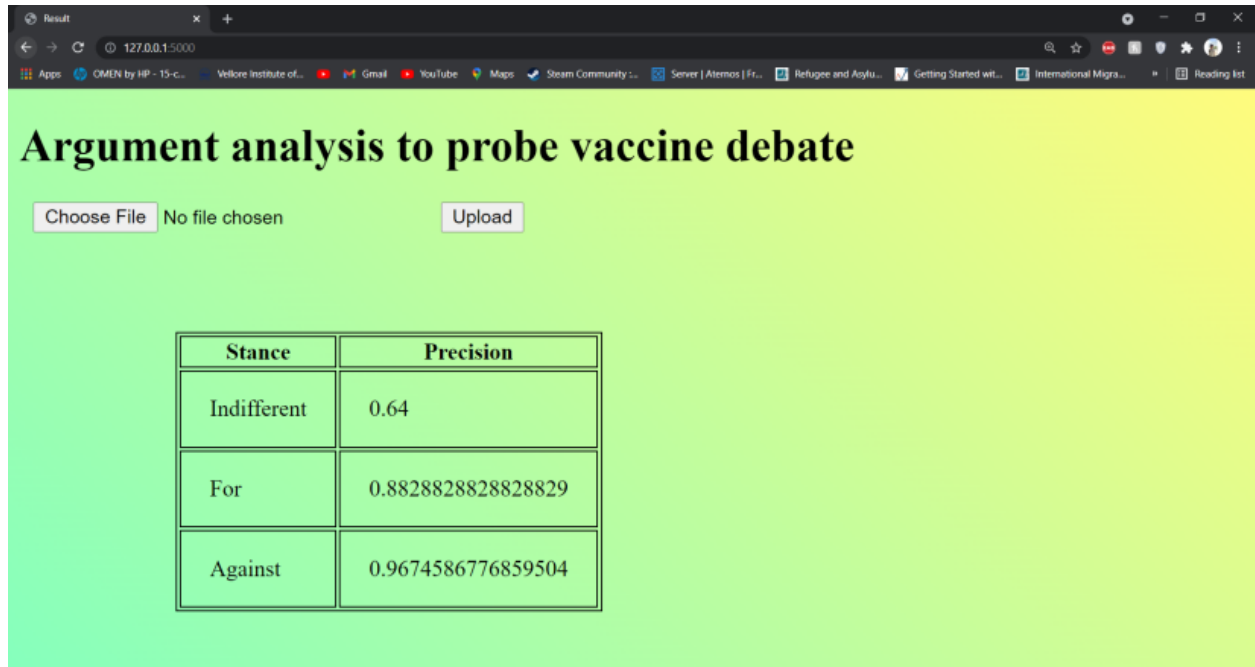 Result
127.0.0.1:5000
Apps OMEN by HP - 15-c... Vellore Institute of... Gmail YouTube Maps Steam Community :... Server | Aternos | Fr... Refugee and Asylu... Getting Started wit... International Migra... » Reading list
Argument analysis to probe vaccine debate
Choose File No file chosen Upload
Stance Precision
Indifferent 0.64
For 0.8828828828828829
Against 0.9674586776859504